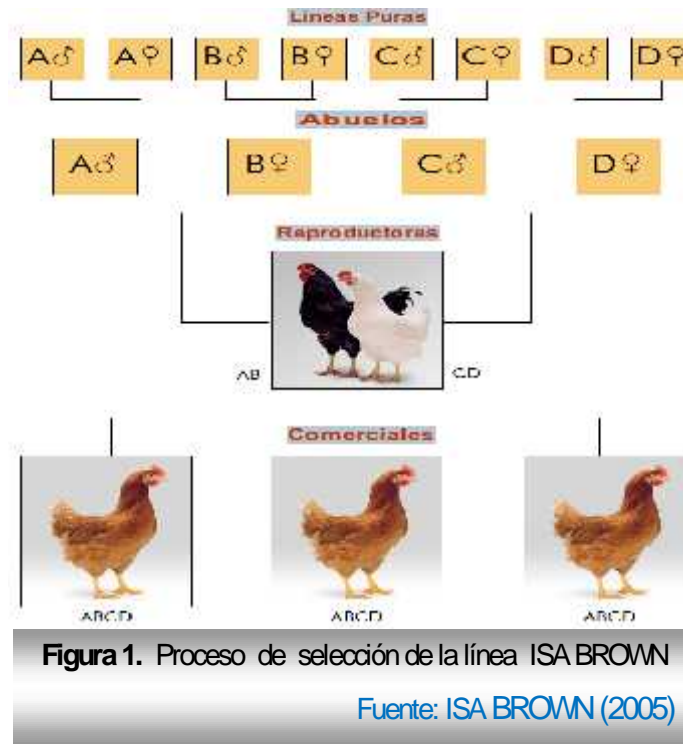 Líneas Puras
A♂ A♀ B♂ B♀ C♂ C♀ D♂ D♀
Abuelos
A♂ B♀ C♂ D♀
Reproductoras
AB CD
Comerciales
ABCD ABCD ABCD
Figura 1. Proceso de selección de la línea ISA BROWN
Fuente: ISA BROWN (2005)